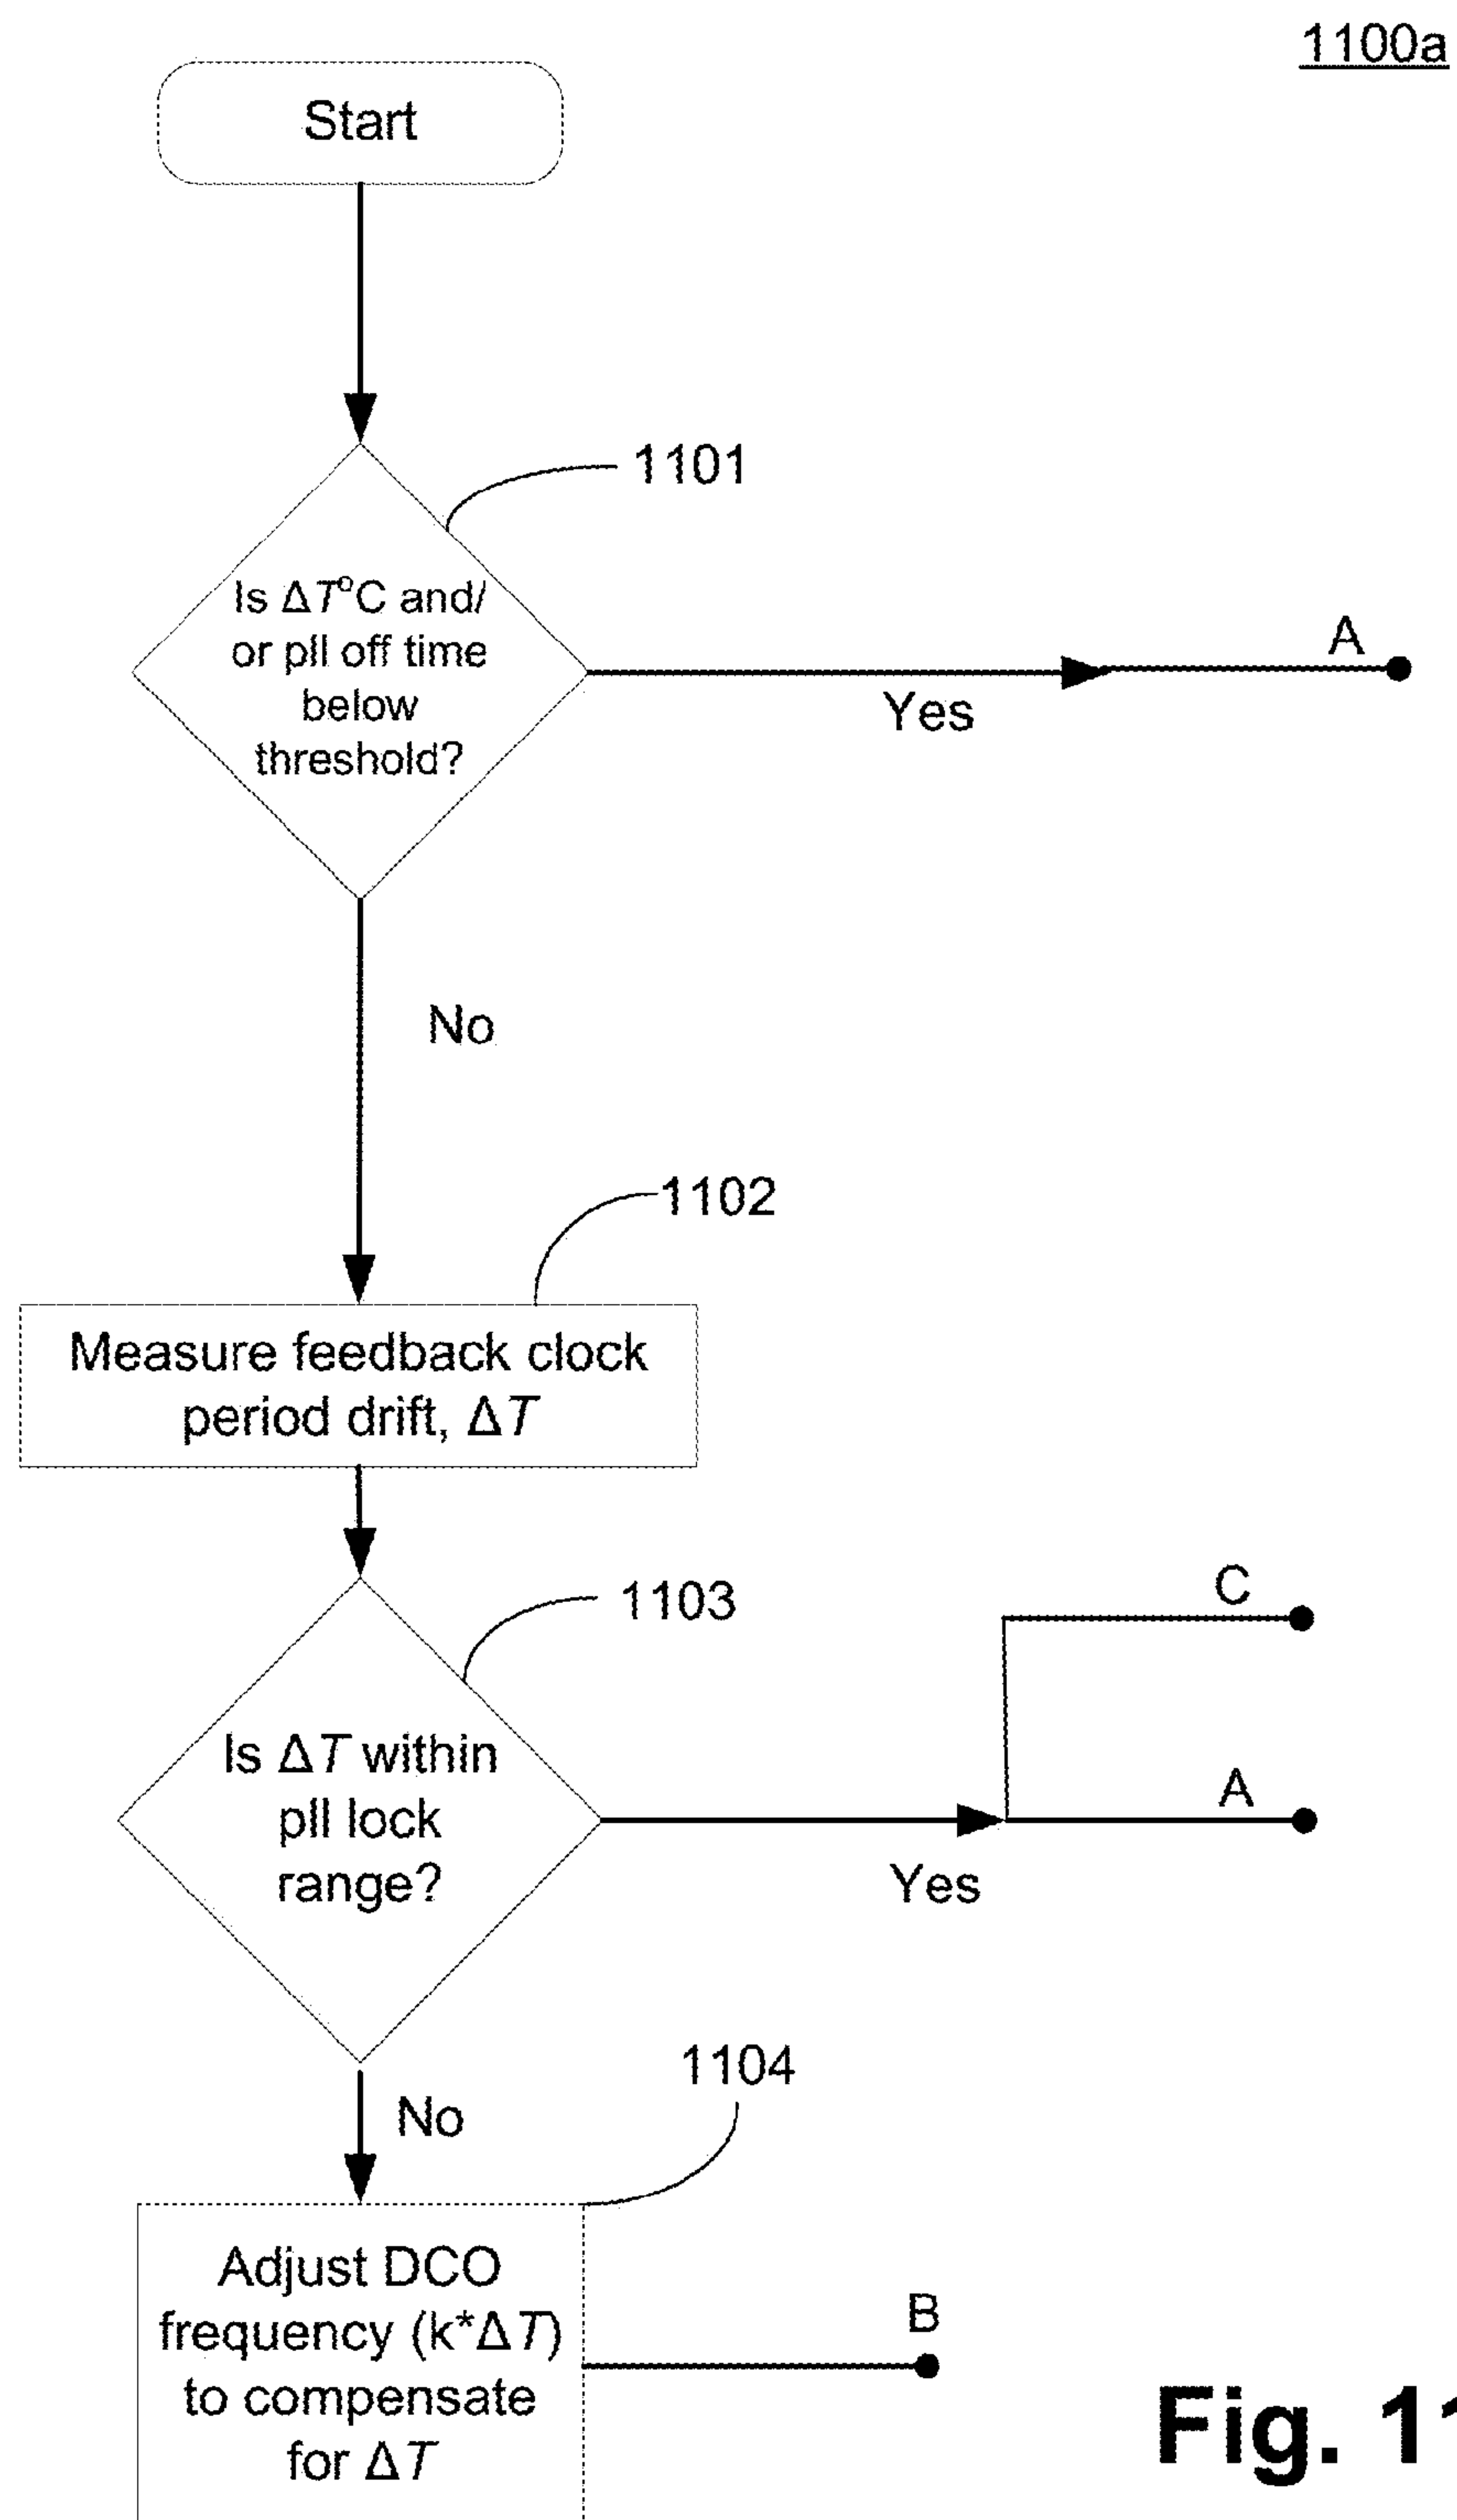 1100a
Start
1101
Is ΔT°C and/
or pll off time
below
threshold?
A
Yes
No
1102
Measure feedback clock
period drift, ΔT
1103
C
Is ΔT within
pll lock
range?
A
Yes
1104
No
Adjust DCO
frequency (k*ΔT)
to compensate
for ΔT
B
Fig. 11